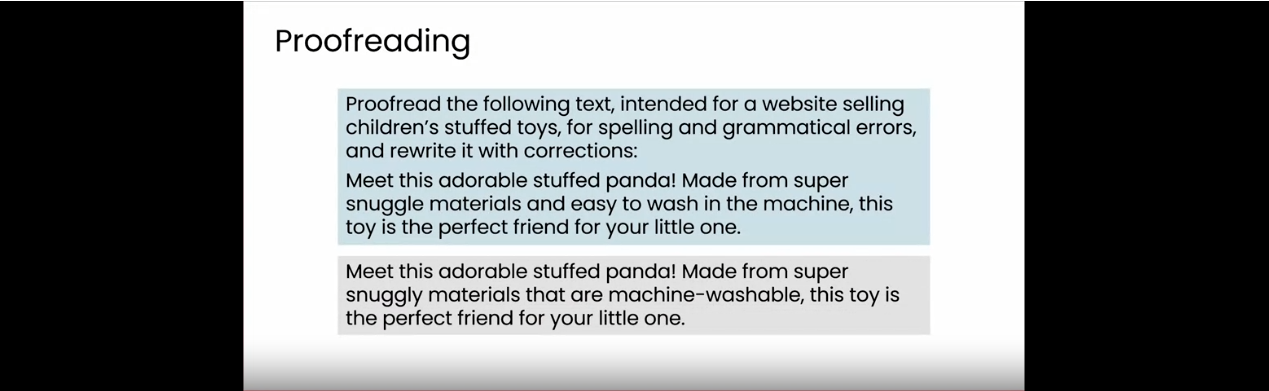 Proofreading
Proofread the following text, intended for a website selling
children's stuffed toys, for spelling and grammatical errors,
and rewrite it with corrections:
Meet this adorable stuffed panda! Made from super
snuggle materials and easy to wash in the machine, this
toy is the perfect friend for your little one.
Meet this adorable stuffed panda! Made from super
snuggly materials that are machine-washable, this toy is
the perfect friend for your little one.